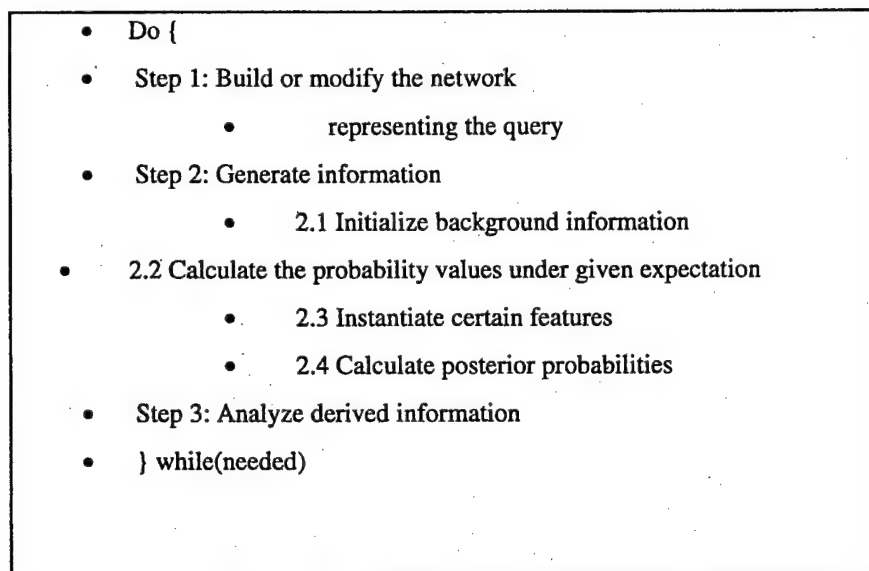 • Do {
• Step 1: Build or modify the network
• representing the query
• Step 2: Generate information
• 2.1 Initialize background information
• 2.2 Calculate the probability values under given expectation
• 2.3 Instantiate certain features
• 2.4 Calculate posterior probabilities
• Step 3: Analyze derived information
• } while(needed)